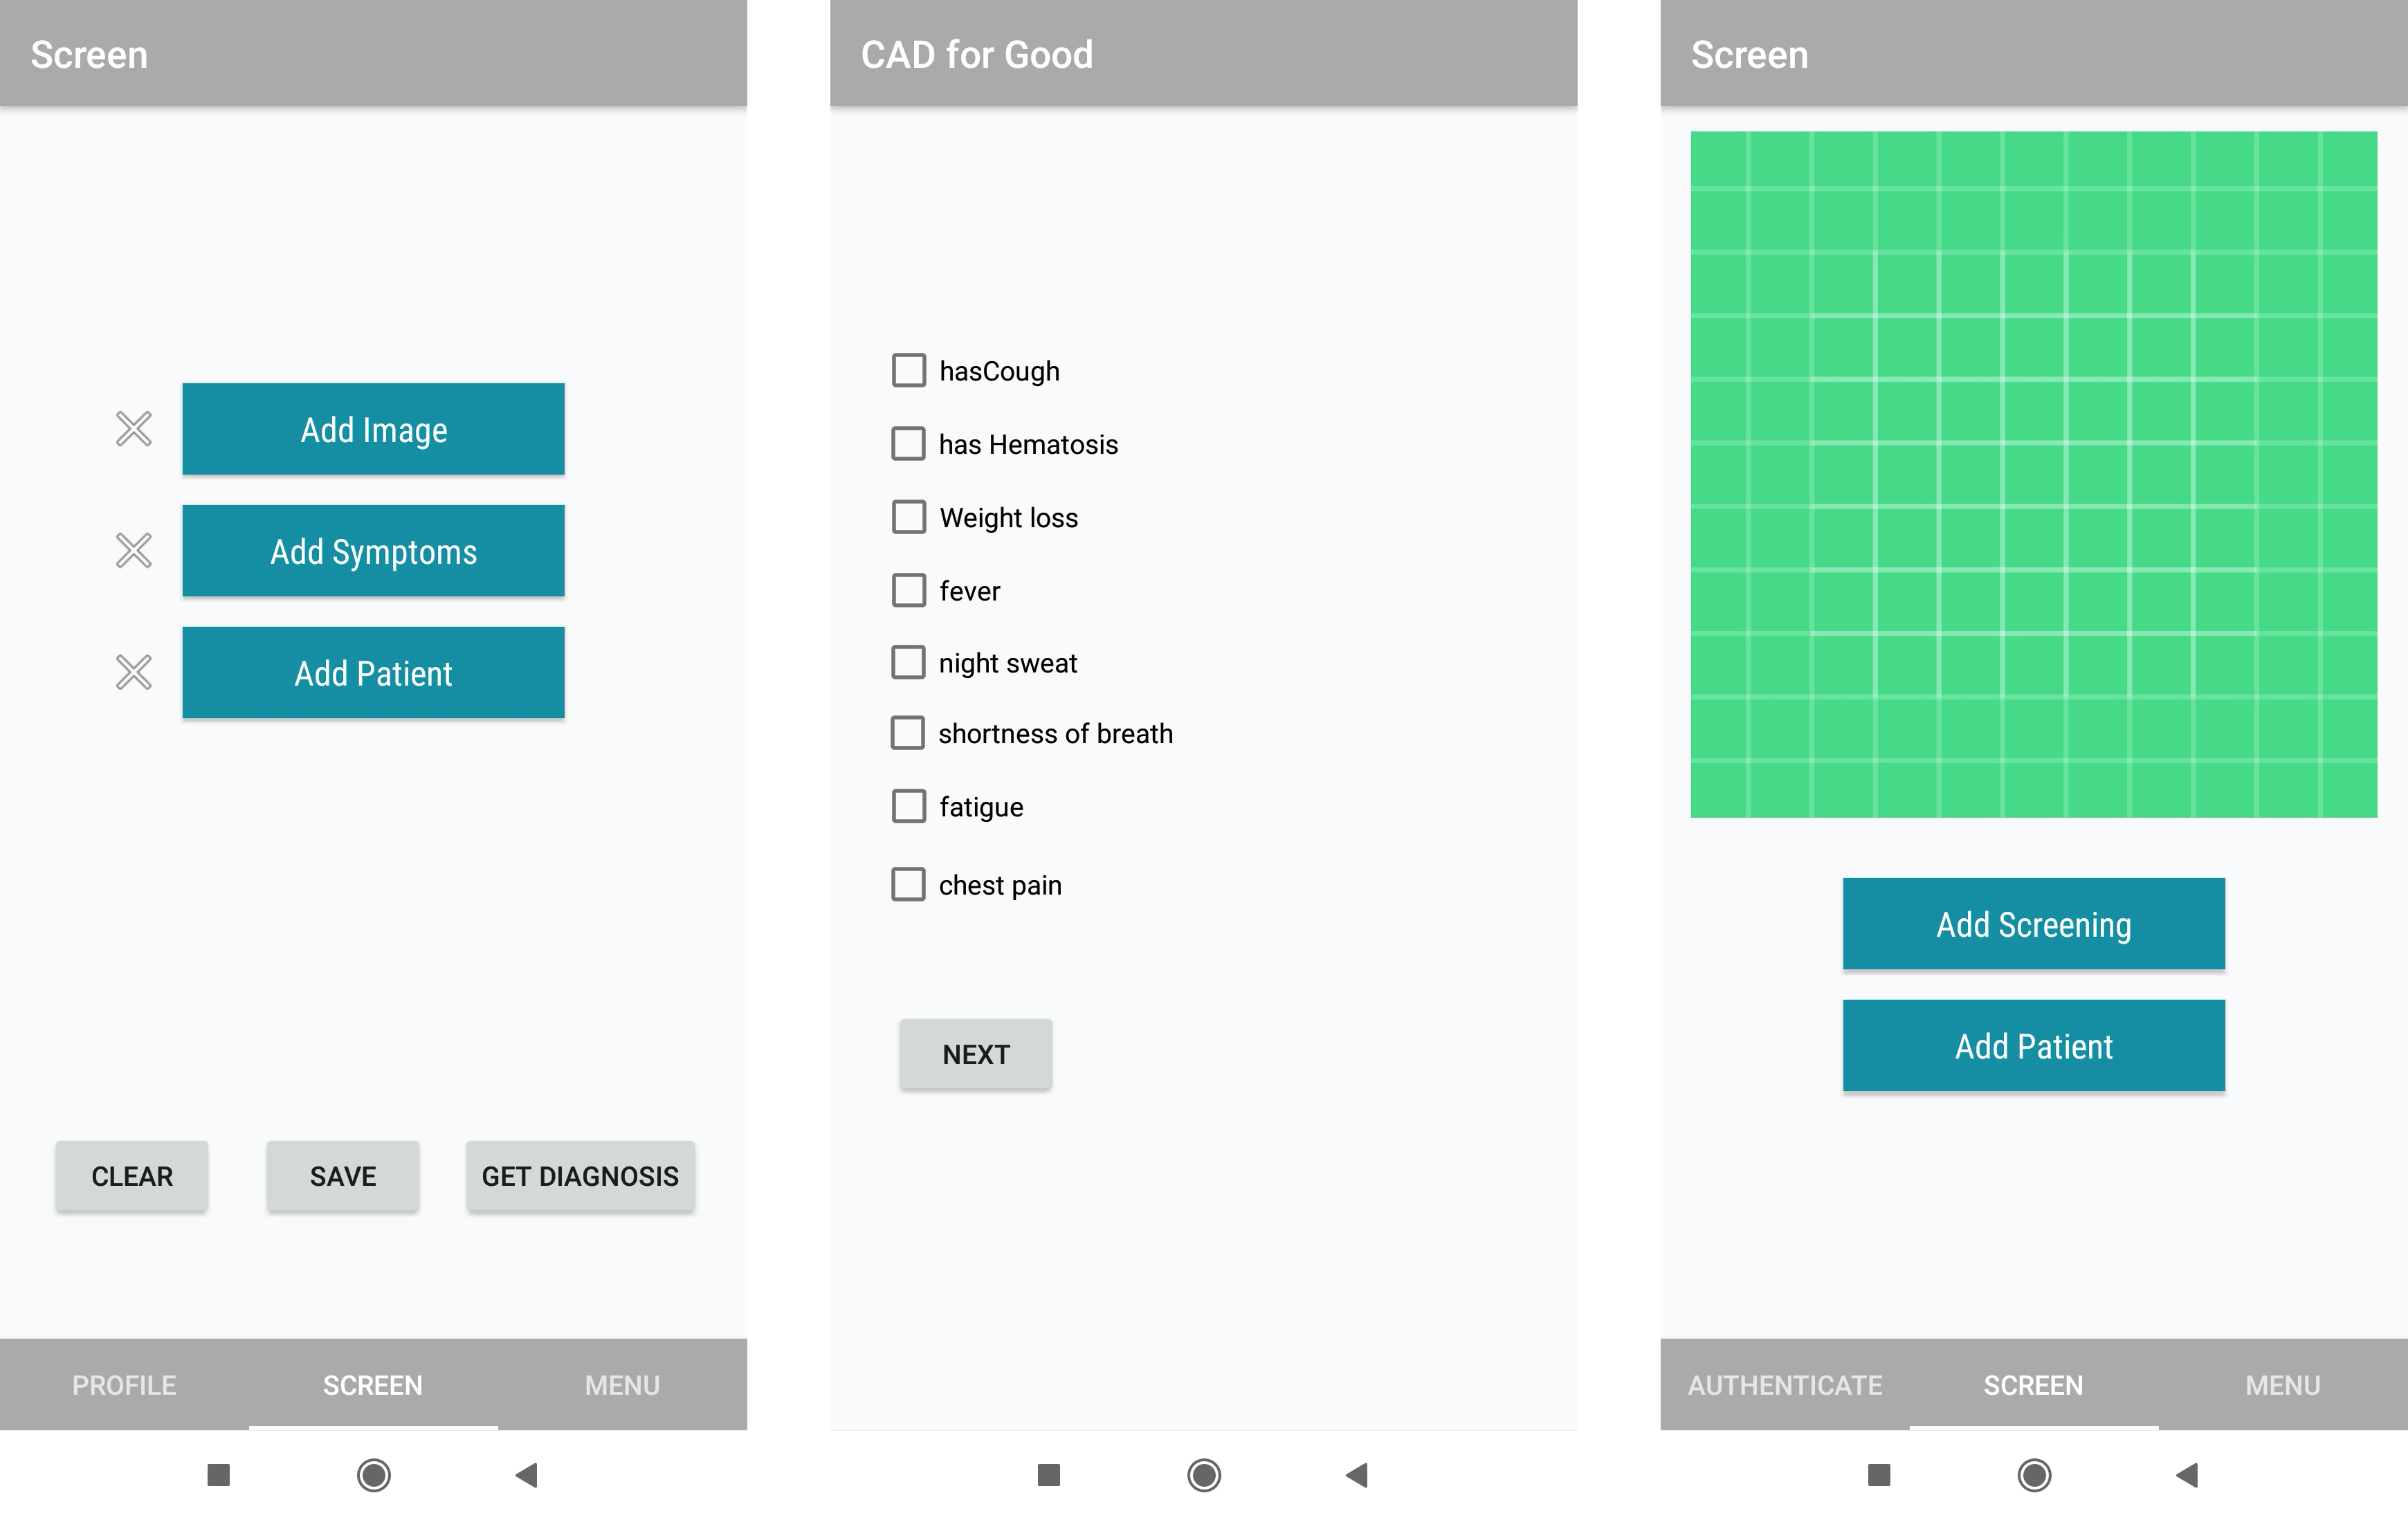 Screen
Add Image
Add Symptoms
Add Patient
CLEAR
SAVE
GET DIAGNOSIS
PROFILE
SCREEN
MENU
CAD for Good
hasCough
has Hematosis
Weight loss
fever
night sweat
shortness of breath
fatigue
chest pain
NEXT
Screen
Add Screening
Add Patient
AUTHENTICATE
SCREEN
MENU